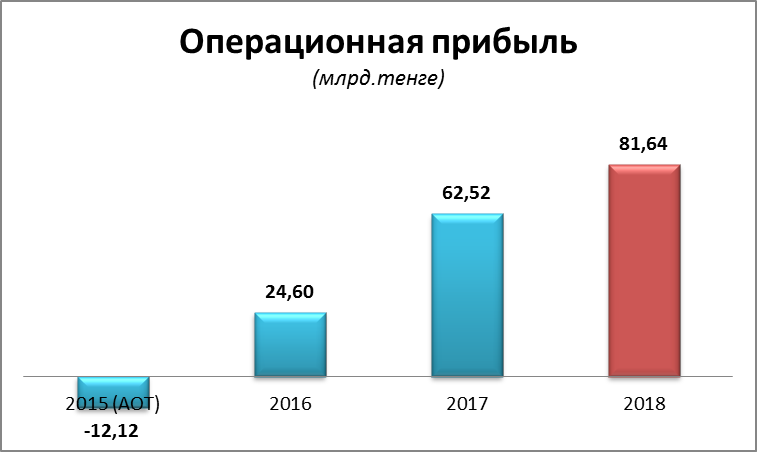 Операционная прибыль
(млрд.тенге)
81,64
62,52
24,60
2015 (АОТ)
2016
2017
2018
-12,12